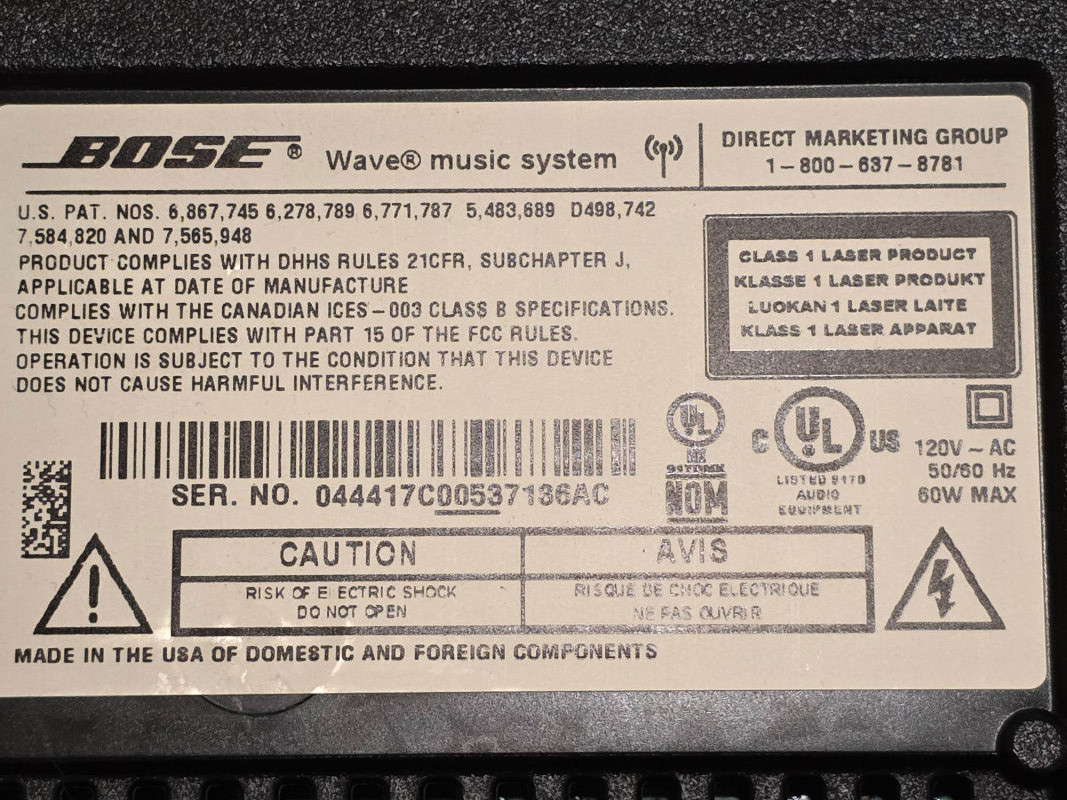 BOSE® Wave® music system
DIRECT MARKETING GROUP
1-800-637-8781
U.S. PAT. NOS. 6,867,745 6,278,789 6,771,787 5,483,689 D498,742
7,584,820 AND 7,565,948
PRODUCT COMPLIES WITH DHHS RULES 21CFR, SUBCHAPTER J,
APPLICABLE AT DATE OF MANUFACTURE
COMPLIES WITH THE CANADIAN ICES-003 CLASS B SPECIFICATIONS.
THIS DEVICE COMPLIES WITH PART 15 OF THE FCC RULES.
OPERATION IS SUBJECT TO THE CONDITION THAT THIS DEVICE
DOES NOT CAUSE HARMFUL INTERFERENCE.
CLASS 1 LASER PRODUCT
KLASSE 1 LASER PRODUKT
LUOKAN 1 LASER LAITE
KLASS 1 LASER APPARAT
SER. NO. 044417C00537136AC
UL
MX
NOM
C UL US
LISTED 917D
AUDIO
EQUIPMENT
120V ~ AC
50/60 Hz
60W MAX
CAUTION
RISK OF ELECTRIC SHOCK
DO NOT OPEN
AVIS
RISQUE DE CHOC ELECTRIQUE
NE PAS OUVRIR
MADE IN THE USA OF DOMESTIC AND FOREIGN COMPONENTS